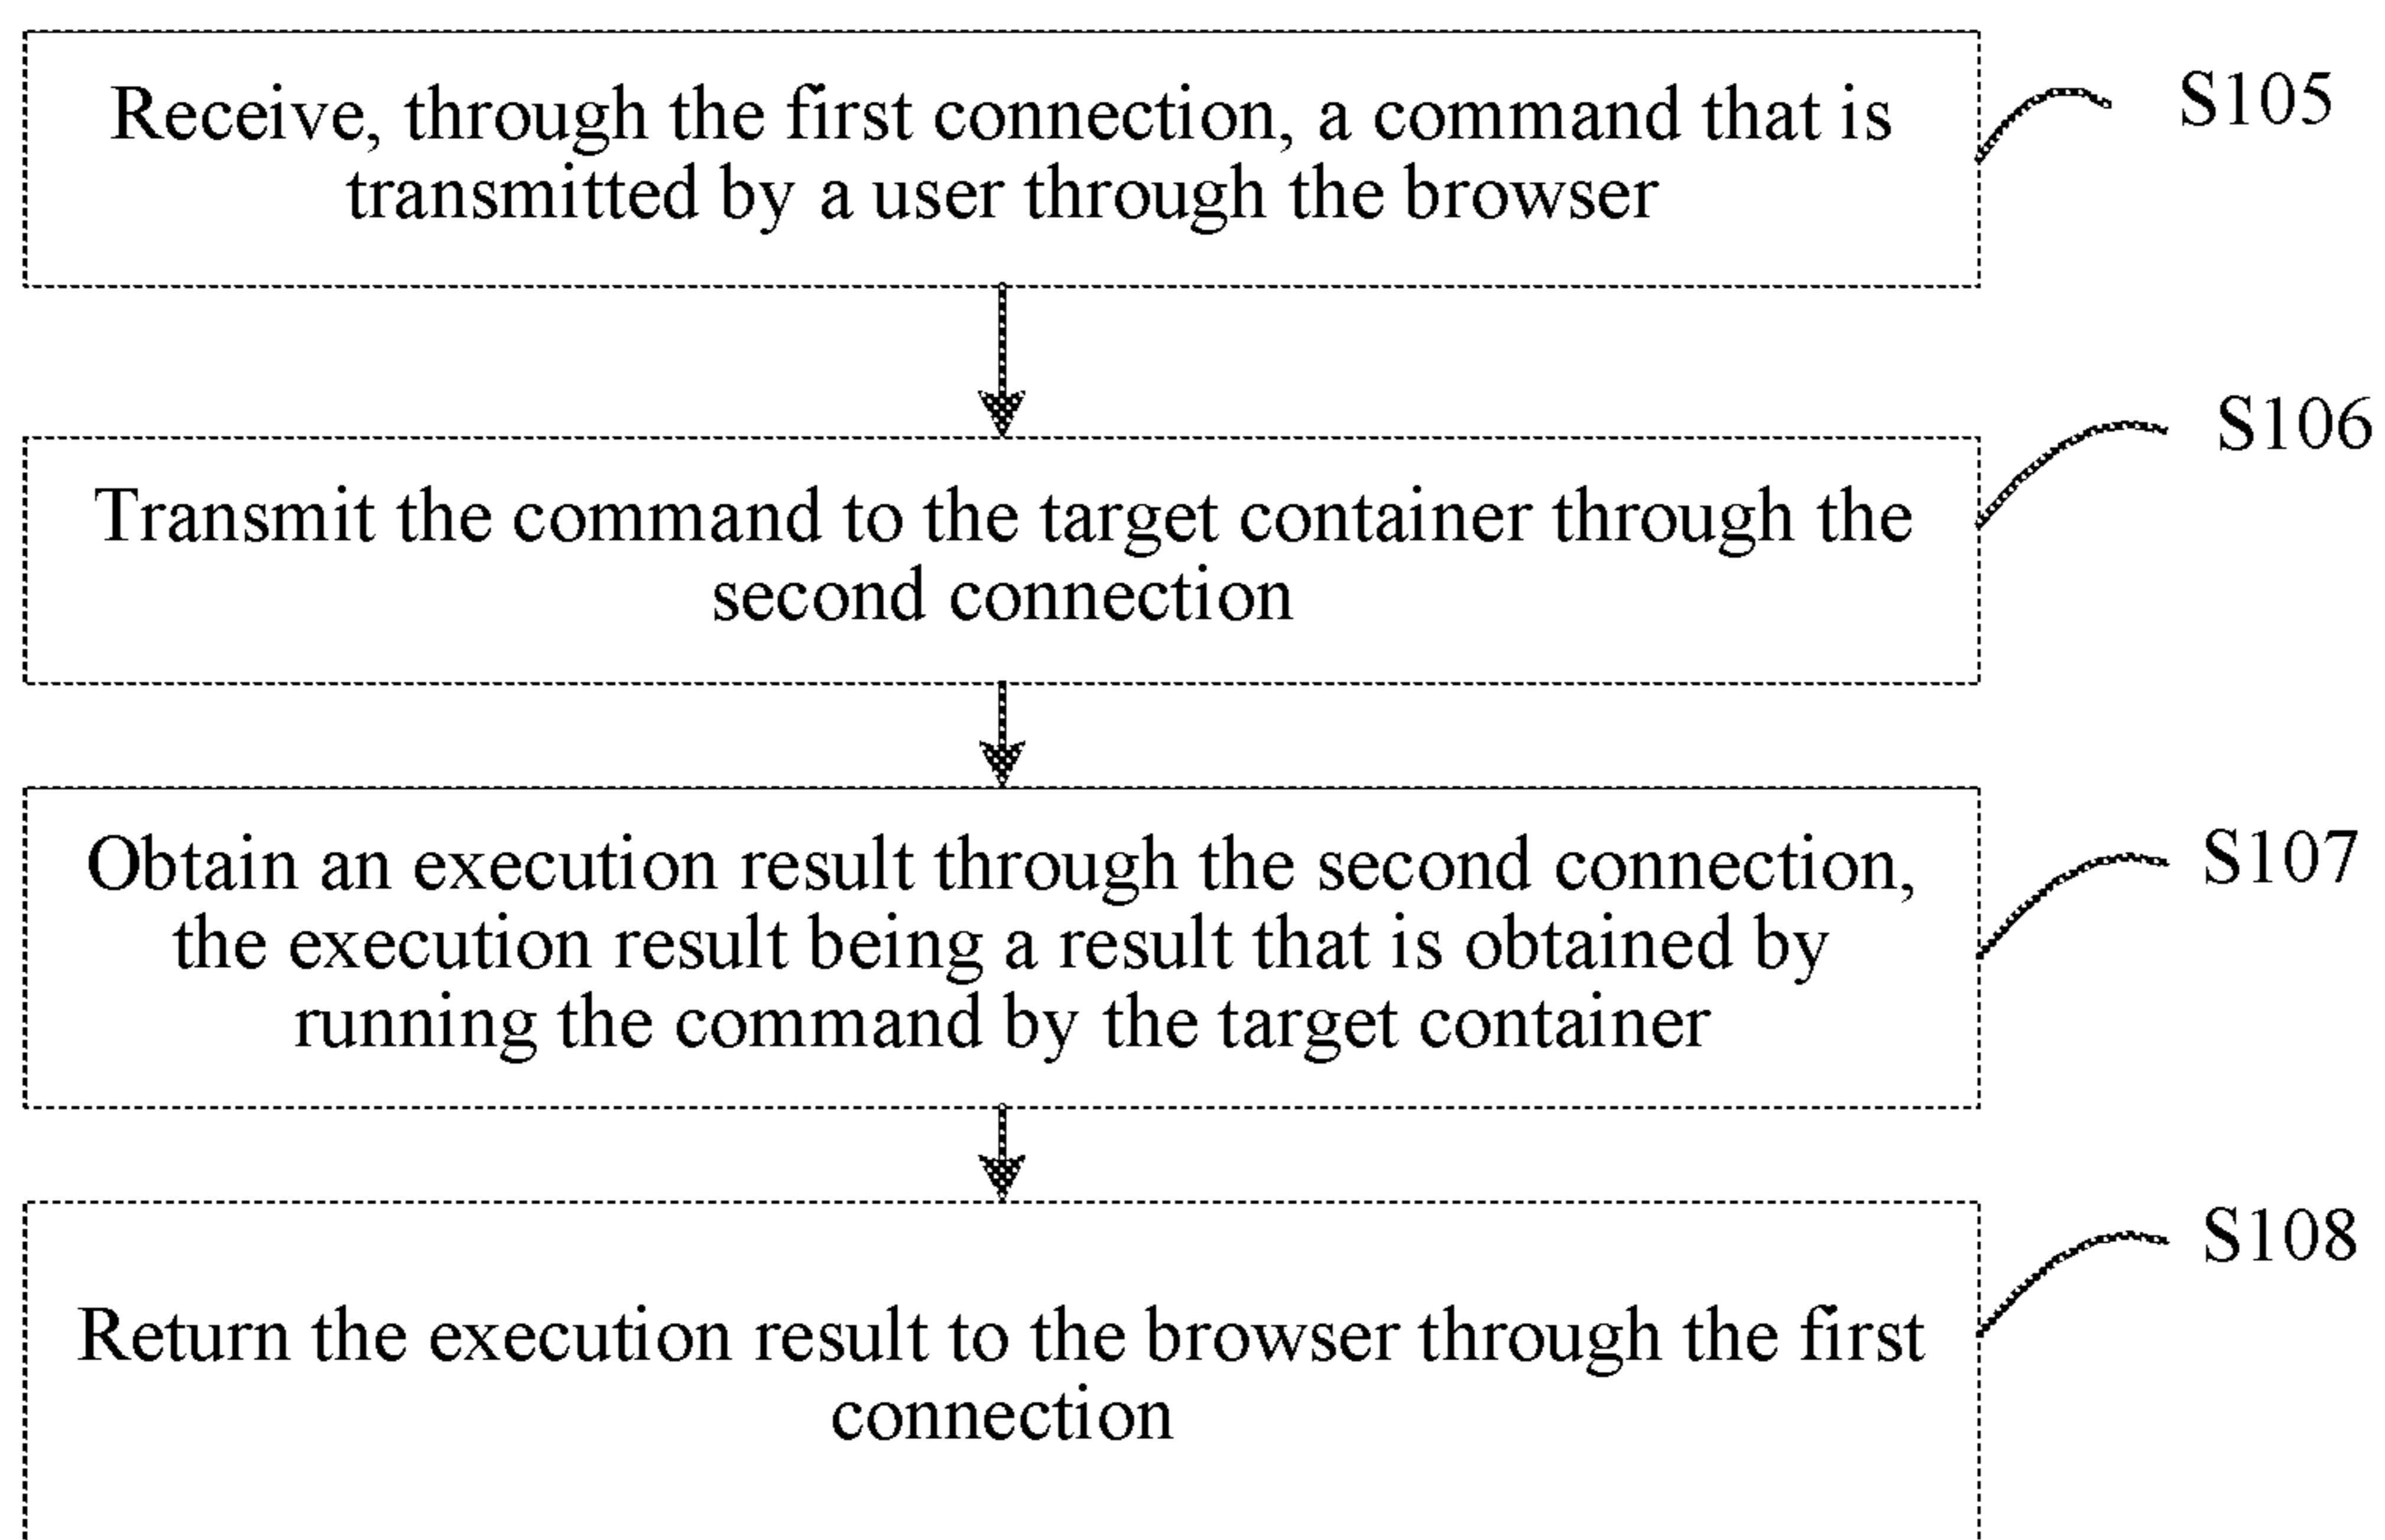 Receive, through the first connection, a command that is
transmitted by a user through the browser
S105
Transmit the command to the target container through the
second connection
S106
Obtain an execution result through the second connection,
the execution result being a result that is obtained by
running the command by the target container
S107
Return the execution result to the browser through the first
connection
S108